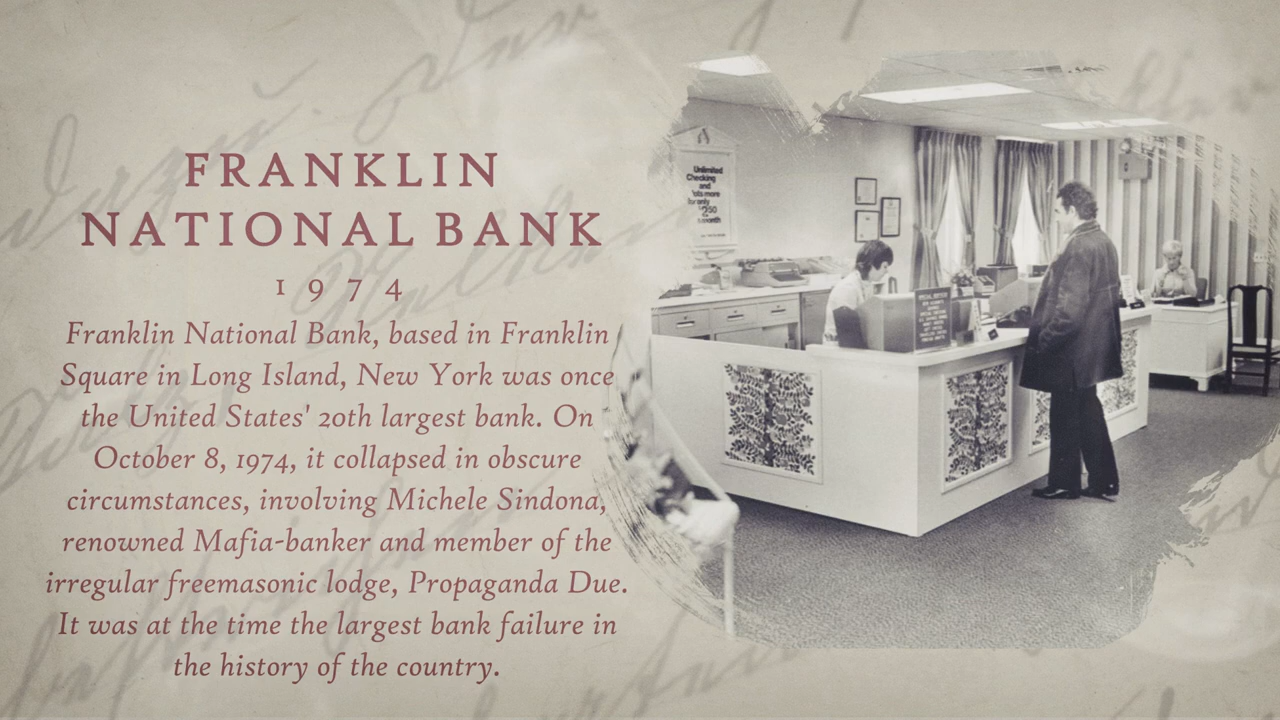 FRANKLIN
NATIONAL BANK
1974
Franklin National Bank, based in Franklin
Square in Long Island, New York was once
the United States' 20th largest bank. On
October 8, 1974, it collapsed in obscure
circumstances, involving Michele Sindona,
renowned Mafia-banker and member of the
irregular freemasonic lodge, Propaganda Due.
It was at the time the largest bank failure in
the history of the country.
Unlimited
Checking
and
lots more
for only